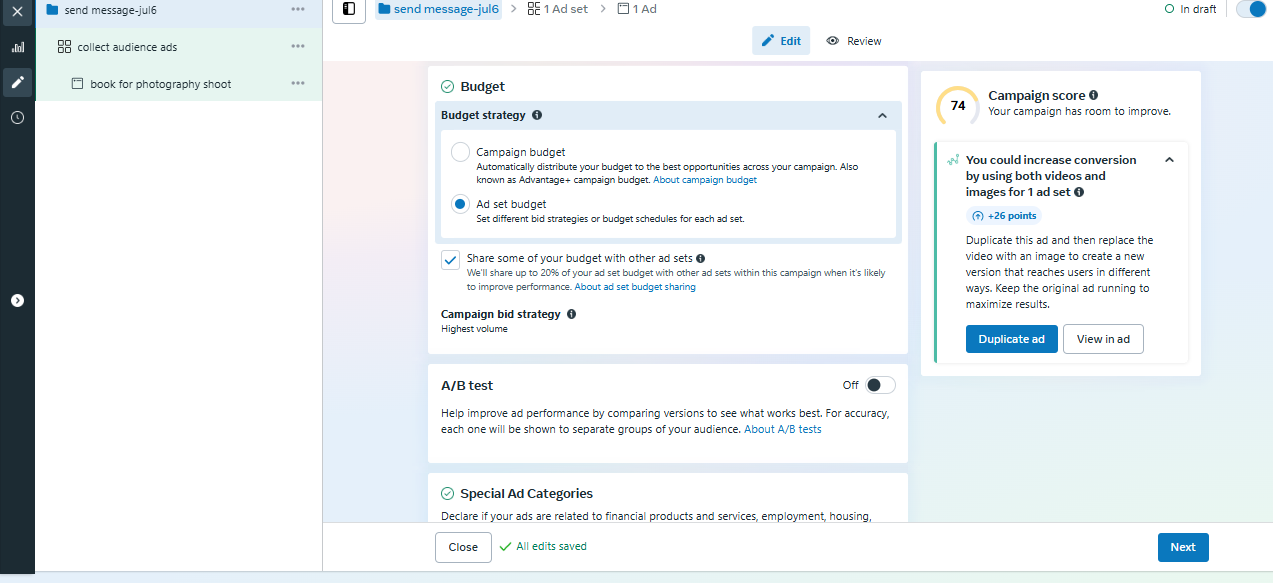 send message-jul6
collect audience ads
book for photography shoot
send message-jul6 > 1 Ad set > 1 Ad
In draft
Edit
Review
Budget
Budget strategy
Campaign budget
Automatically distribute your budget to the best opportunities across your campaign. Also
known as Advantage+ campaign budget. About campaign budget
Ad set budget
Set different bid strategies or budget schedules for each ad set.
Share some of your budget with other ad sets
We'll share up to 20% of your ad set budget with other ad sets within this campaign when it's likely
to improve performance. About ad set budget sharing
Campaign bid strategy
Highest volume
A/B test
Off
Help improve ad performance by comparing versions to see what works best. For accuracy,
each one will be shown to separate groups of your audience. About A/B tests
Special Ad Categories
Declare if your ads are related to financial products and services, employment, housing,
74
Campaign score
Your campaign has room to improve.
You could increase conversion
by using both videos and
images for 1 ad set
+26 points
Duplicate this ad and then replace the
video with an image to create a new
version that reaches users in different
ways. Keep the original ad running to
maximize results.
Duplicate ad
View in ad
Close
All edits saved
Next